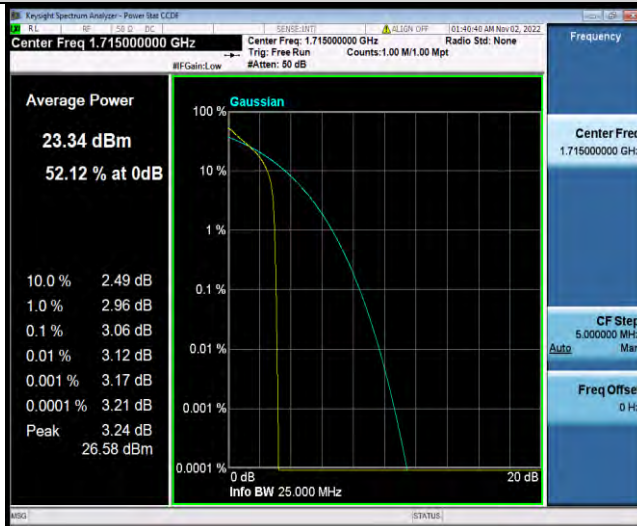 Keysight Spectrum Analyzer - Power Stat CCDF
RL RF 50 Ω DC SENSE:INT ALIGN OFF 01:40:40 AM Nov 02, 2022
Center Freq 1.715000000 GHz
Center Freq: 1.715000000 GHz Radio Std: None
Trig: Free Run Counts:1.00 M/1.00 Mpt
#IFGain:Low #Atten: 50 dB
Frequency
Average Power
23.34 dBm
52.12 % at 0dB
10.0 % 2.49 dB
1.0 % 2.96 dB
0.1 % 3.06 dB
0.01 % 3.12 dB
0.001 % 3.17 dB
0.0001 % 3.21 dB
Peak 3.24 dB
26.58 dBm
Gaussian
100 %
10 %
1 %
0.1 %
0.01 %
0.001 %
0.0001 %
0 dB 20 dB
Info BW 25.000 MHz
Center Freq
1.715000000 GHz
CF Step
5.000000 MHz
Auto Man
Freq Offse
0 Hz
MSG STATUS